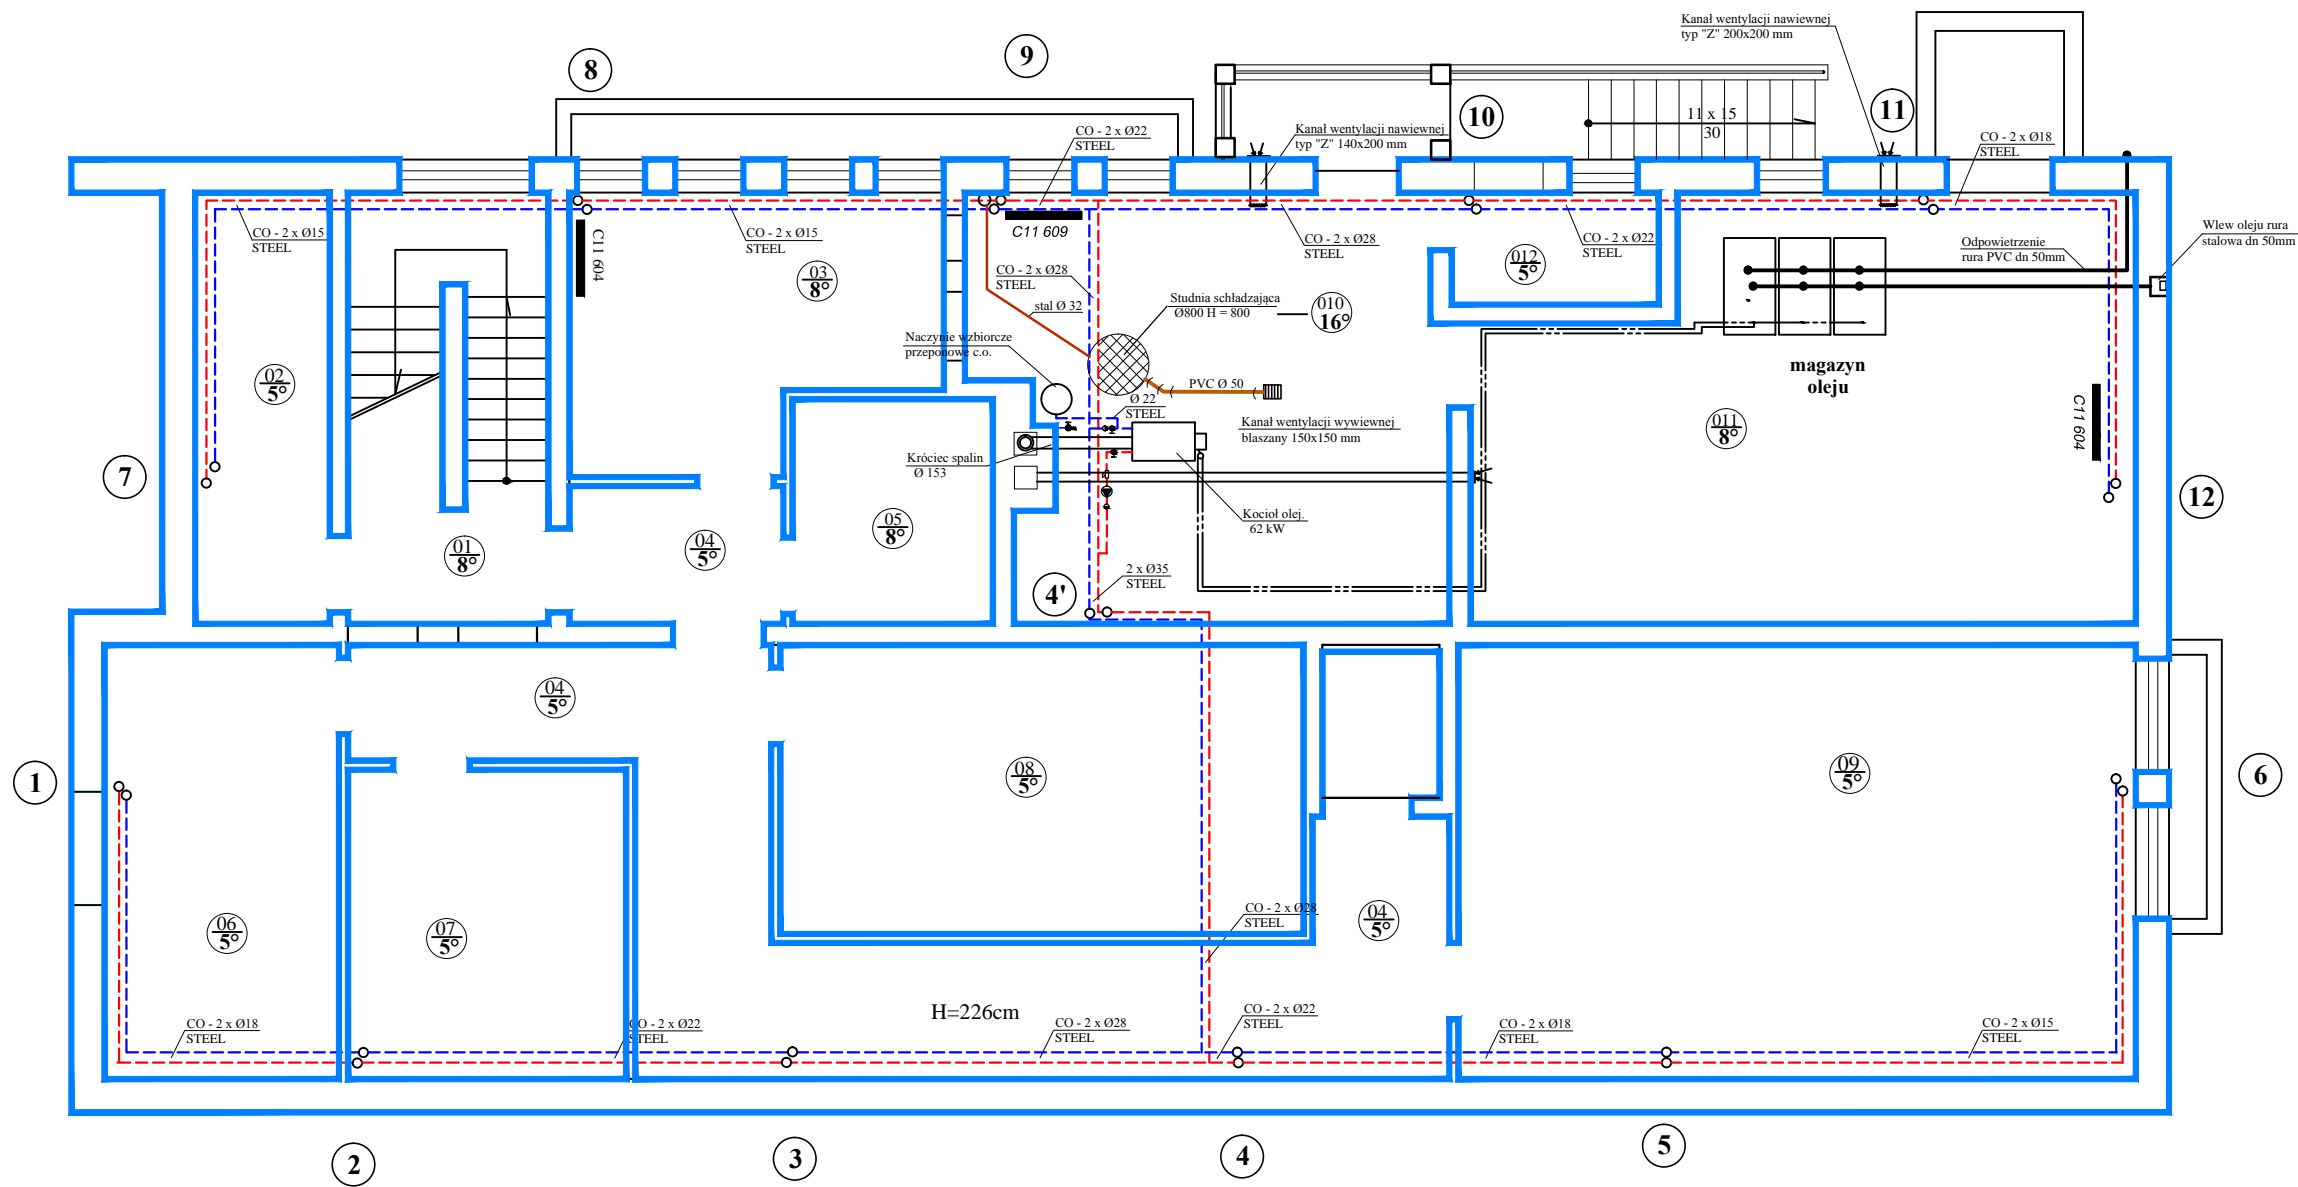 Kanał wentylacji nawiewnej
typ "Z" 200x200 mm
8
9
10
11
11 x 15
30
CO - 2 x Ø22
STEEL
Kanał wentylacji nawiewnej
typ "Z" 140x200 mm
CO - 2 x Ø18
STEEL
CO - 2 x Ø15
STEEL
C11 604
CO - 2 x Ø15
STEEL
C11 609
CO - 2 x Ø28
STEEL
CO - 2 x Ø22
STEEL
Odpowietrzenie
rura PVC dn 50mm
Wlew oleju rura
stalowa dn 50mm
03
8°
CO - 2 x Ø28
STEEL
stal Ø 32
Studnia schładzająca
Ø800 H = 800
010
16°
012
5°
Naczynie wzbiorcze
przeponowe c.o.
02
5°
PVC Ø 50
Ø 22
STEEL
magazyn
oleju
C11 604
Kanał wentylacji wywiewnej
blaszany 150x150 mm
011
8°
Króciec spalin
Ø 153
7
12
Kocioł olej.
62 kW
01
8°
04
5°
05
8°
4'
2 x Ø35
STEEL
04
5°
1
08
5°
09
5°
6
06
5°
07
5°
CO - 2 x Ø28
STEEL
04
5°
H=226cm
CO - 2 x Ø18
STEEL
CO - 2 x Ø22
STEEL
CO - 2 x Ø28
STEEL
CO - 2 x Ø22
STEEL
CO - 2 x Ø18
STEEL
CO - 2 x Ø15
STEEL
2
3
4
5